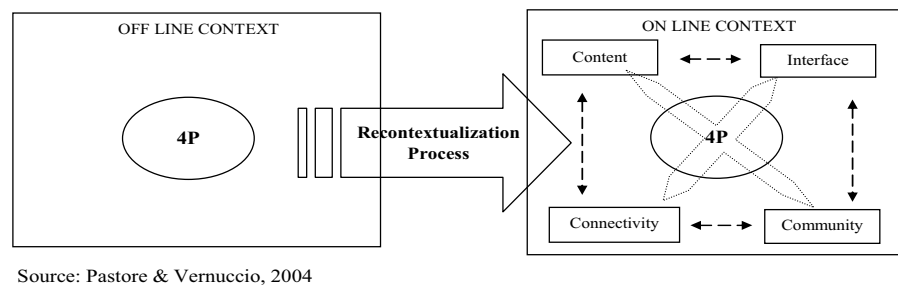 OFF LINE CONTEXT
4P
Recontextualization
Process
ON LINE CONTEXT
Content
Interface
4P
Connectivity
Community
Source: Pastore & Vernuccio, 2004